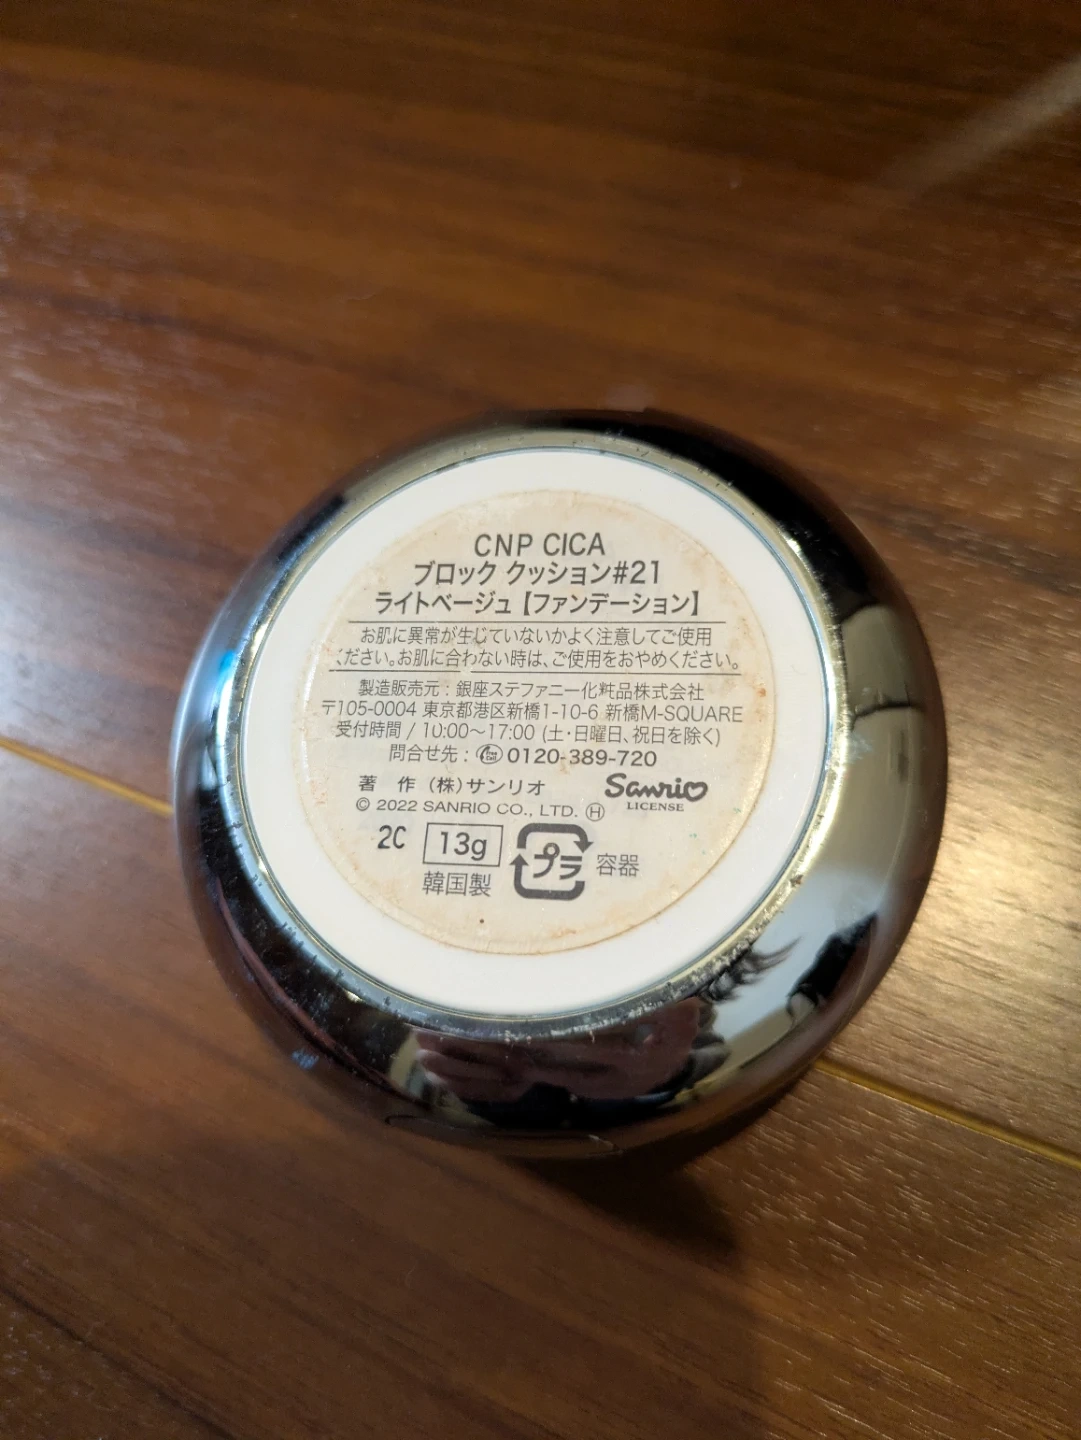 CNP CICA
ブロック クッション#21
ライトベージュ【ファンデーション】
お肌に異常が生じていないかよく注意してご使用
ください。お肌に合わない時は、ご使用をおやめください。
製造販売元：銀座ステファニー化粧品株式会社
〒105-0004 東京都港区新橋1-10-6 新橋M-SQUARE
受付時間 / 10:00〜17:00 (土・日曜日、祝日を除く)
問合せ先： 0120-389-720
著 作 (株)サンリオ
Sanrio
LICENSE
© 2022 SANRIO CO., LTD. Ⓗ
2C 13g プラ 容器
韓国製